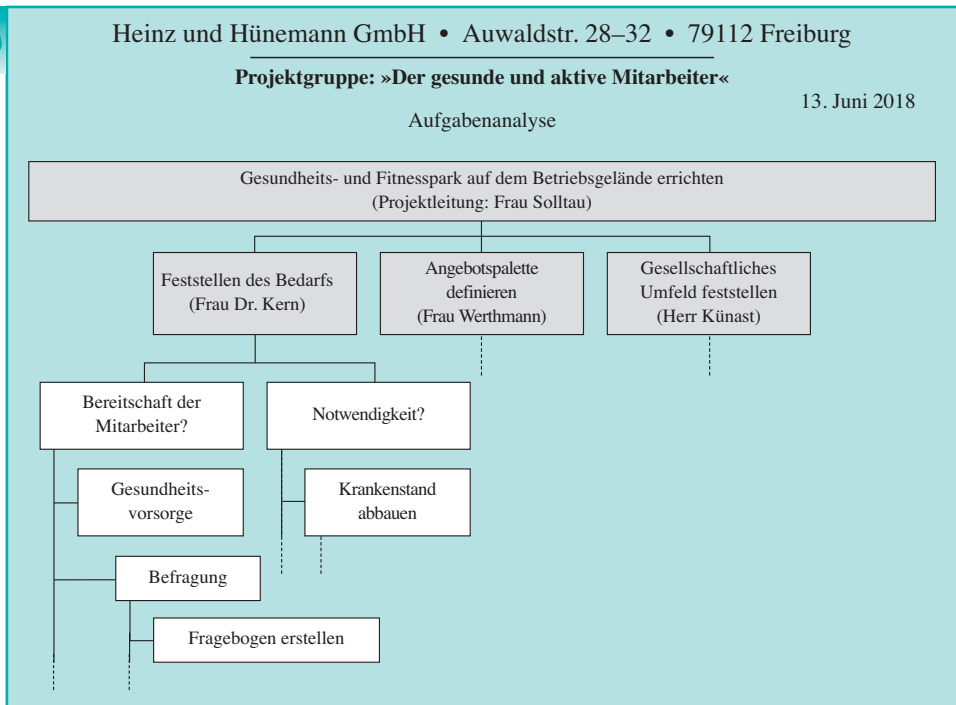 Heinz und Hünemann GmbH • Auwaldstr. 28–32 • 79112 Freiburg
Projektgruppe: »Der gesunde und aktive Mitarbeiter«
13. Juni 2018
Aufgabenanalyse
Gesundheits- und Fitnesspark auf dem Betriebsgelände errichten
(Projektleitung: Frau Solltau)
Feststellen des Bedarfs
(Frau Dr. Kern)
Angebotspalette
definieren
(Frau Werthmann)
Gesellschaftliches
Umfeld feststellen
(Herr Künast)
Bereitschaft der
Mitarbeiter?
Notwendigkeit?
Gesundheits-
vorsorge
Krankenstand
abbauen
Befragung
Fragebogen erstellen